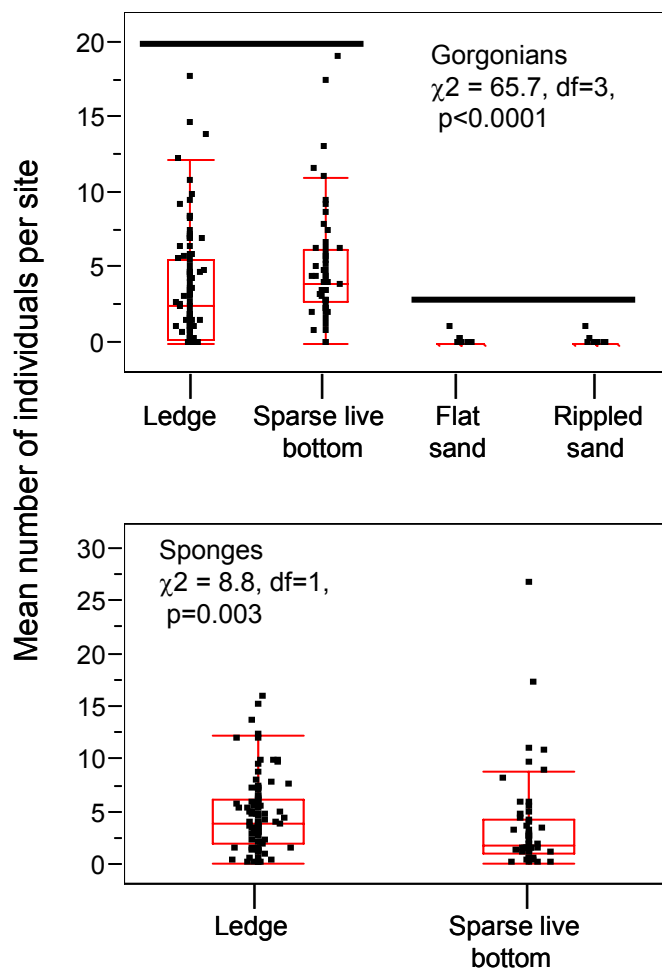 Mean number of individuals per site
20
15
10
5
0
Gorgonians
χ2 = 65.7, df=3,
p<0.0001
Ledge
Sparse live
bottom
Flat
sand
Rippled
sand
30
25
20
15
10
5
0
Sponges
χ2 = 8.8, df=1,
p=0.003
Ledge
Sparse live
bottom